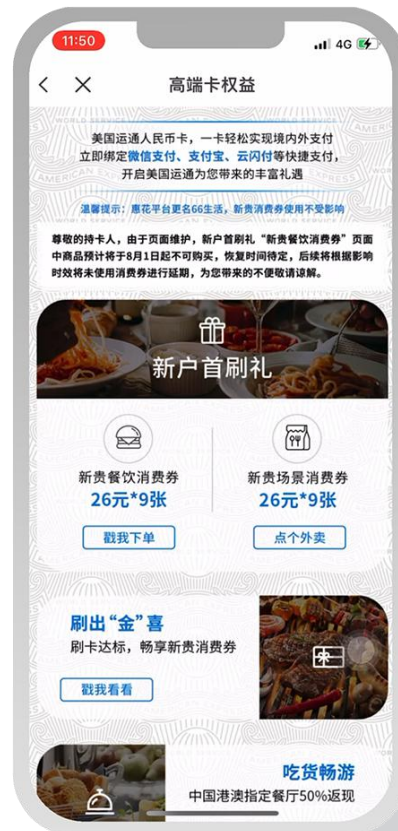 11:50
4G
高端卡权益
美国运通人民币卡，一卡轻松实现境内外支付
立即绑定微信支付、支付宝、云闪付等快捷支付，
开启美国运通为您带来的丰富礼遇
温馨提示：惠花平台更名66生活，新贵消费券使用不受影响
尊敬的持卡人，由于页面维护，新户首刷礼“新贵餐饮消费券”页面
中商品预计将于8月1日起不可购买，恢复时间待定，后续将根据影响
时效将未使用消费券进行延期，为您带来的不便敬请谅解。
新户首刷礼
新贵餐饮消费券
26元*9张
戳我下单
新贵场景消费券
26元*9张
点个外卖
刷出“金”喜
刷卡达标，畅享新贵消费券
戳我看看
吃货畅游
中国港澳指定餐厅50%返现